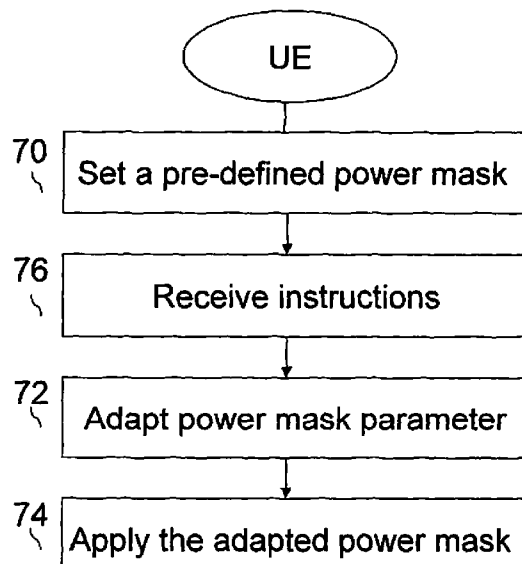 UE
70
Set a pre-defined power mask
76
Receive instructions
72
Adapt power mask parameter
74
Apply the adapted power mask